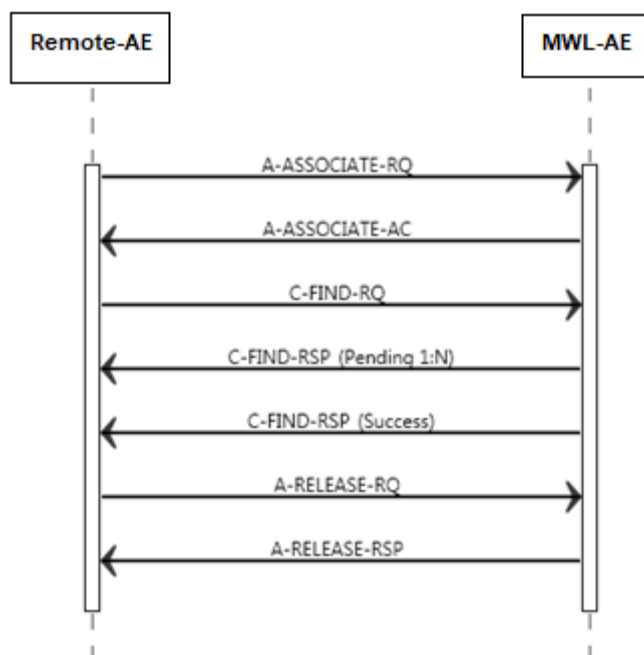 Remote-AE
MWL-AE
A-ASSOCIATE-RQ
A-ASSOCIATE-AC
C-FIND-RQ
C-FIND-RSP (Pending 1:N)
C-FIND-RSP (Success)
A-RELEASE-RQ
A-RELEASE-RSP